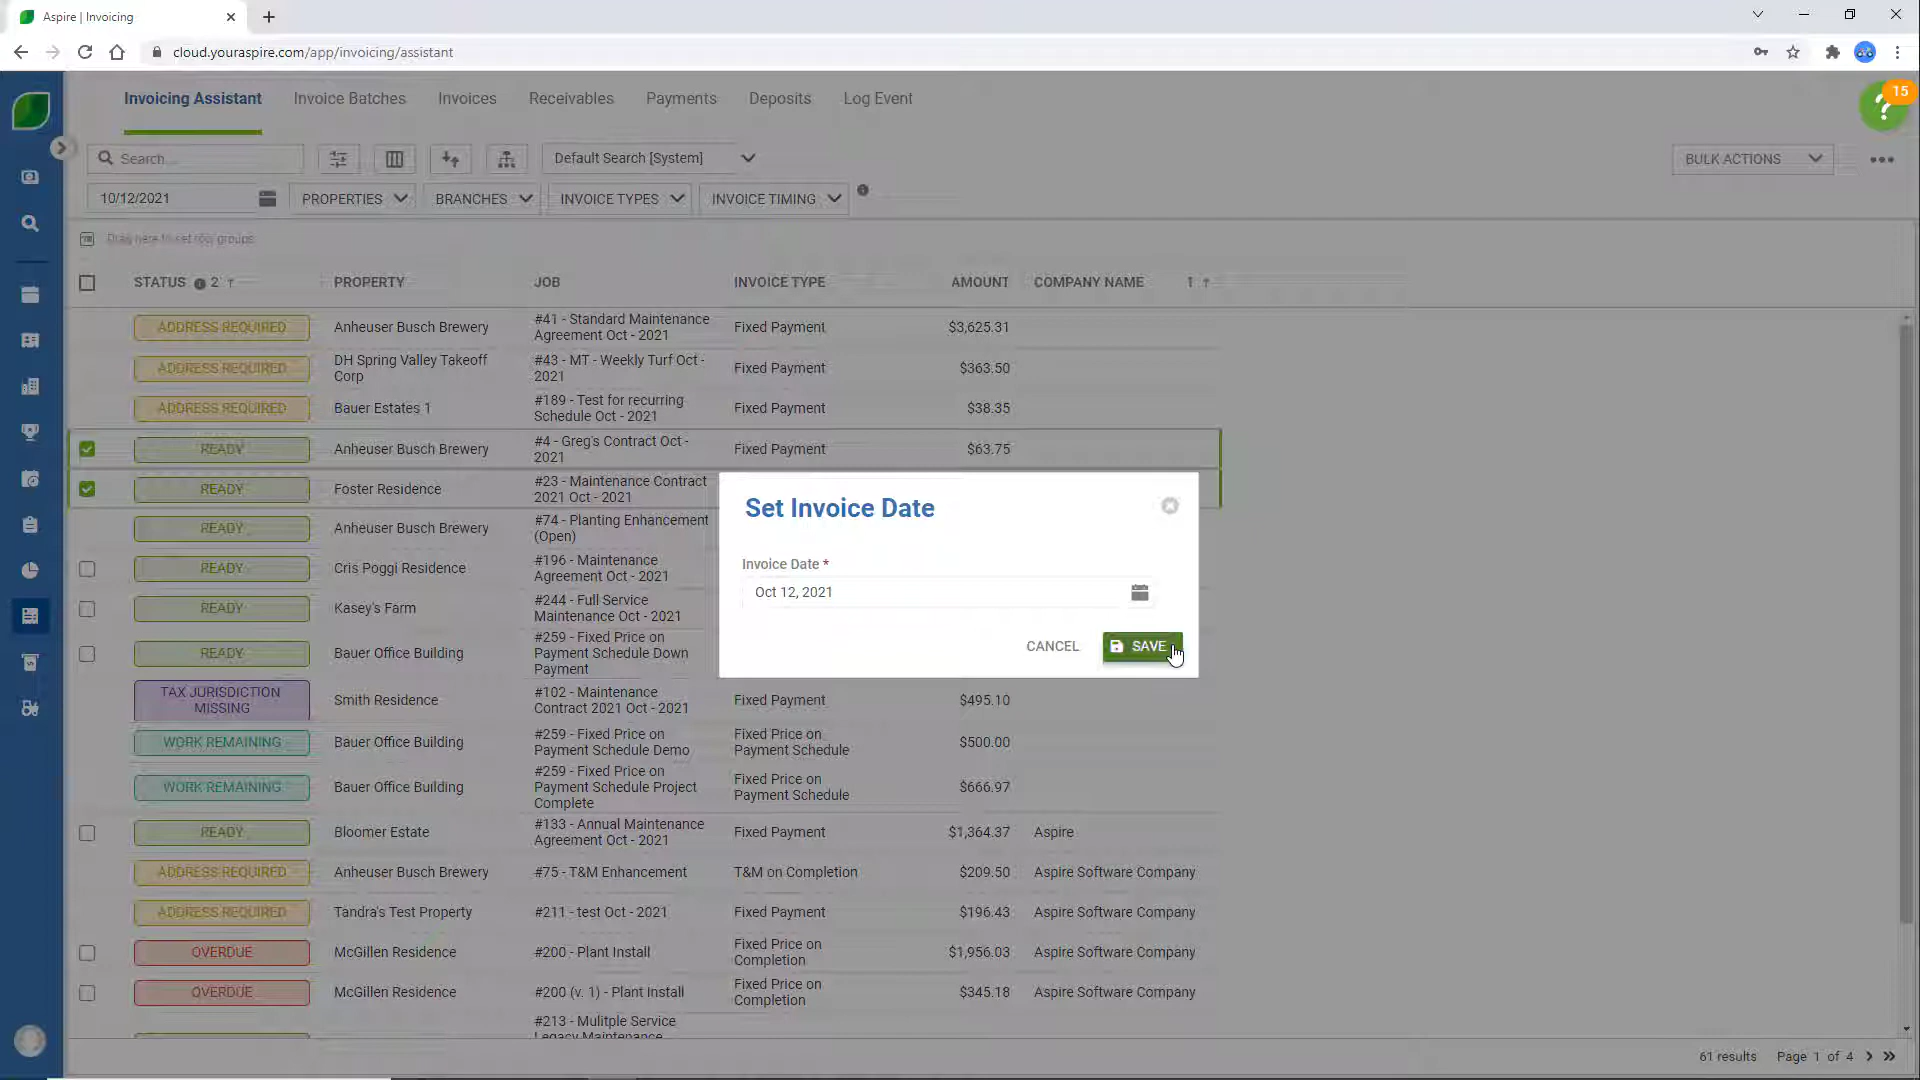 Aspire | Invoicing
cloud.youraspire.com/app/invoicing/assistant
Invoicing Assistant Invoice Batches Invoices Receivables Payments Deposits Log Event
15
?
Search... Default Search [System] BULK ACTIONS
10/12/2021 PROPERTIES BRANCHES INVOICE TYPES INVOICE TIMING
Drag here to set row groups
STATUS 2 PROPERTY JOB INVOICE TYPE AMOUNT COMPANY NAME 1
ADDRESS REQUIRED Anheuser Busch Brewery #41 - Standard Maintenance Fixed Payment $3,625.31
Agreement Oct - 2021
ADDRESS REQUIRED DH Spring Valley Takeoff #43 - MT - Weekly Turf Oct - Fixed Payment $363.50
Corp 2021
ADDRESS REQUIRED Bauer Estates 1 #189 - Test for recurring Fixed Payment $38.35
Schedule Oct - 2021
READY Anheuser Busch Brewery #4 - Greg's Contract Oct - Fixed Payment $63.75
2021
READY Foster Residence #23 - Maintenance Contract
2021 Oct - 2021
READY Anheuser Busch Brewery #74 - Planting Enhancement
(Open)
READY Cris Poggi Residence #196 - Maintenance
Agreement Oct - 2021
READY Kasey's Farm #244 - Full Service
Maintenance Oct - 2021
READY Bauer Office Building #259 - Fixed Price on
Payment Schedule Down
Payment
Set Invoice Date
Invoice Date *
Oct 12, 2021
CANCEL SAVE
TAX JURISDICTION MISSING Smith Residence #102 - Maintenance Fixed Payment $495.10
Contract 2021 Oct - 2021
WORK REMAINING Bauer Office Building #259 - Fixed Price on Fixed Price on $500.00
Payment Schedule Demo Payment Schedule
WORK REMAINING Bauer Office Building #259 - Fixed Price on Fixed Price on $666.97
Payment Schedule Project Payment Schedule
Complete
READY Bloomer Estate #133 - Annual Maintenance Fixed Payment $1,364.37 Aspire
Agreement Oct - 2021
ADDRESS REQUIRED Anheuser Busch Brewery #75 - T&M Enhancement T&M on Completion $209.50 Aspire Software Company
ADDRESS REQUIRED Tandra's Test Property #211 - test Oct - 2021 Fixed Payment $196.43 Aspire Software Company
OVERDUE McGillen Residence #200 - Plant Install Fixed Price on $1,956.03 Aspire Software Company
Completion
OVERDUE McGillen Residence #200 (v. 1) - Plant Install Fixed Price on $345.18 Aspire Software Company
Completion
#213 - Mulitple Service
Legacy Maintenance
61 results Page 1 of 4